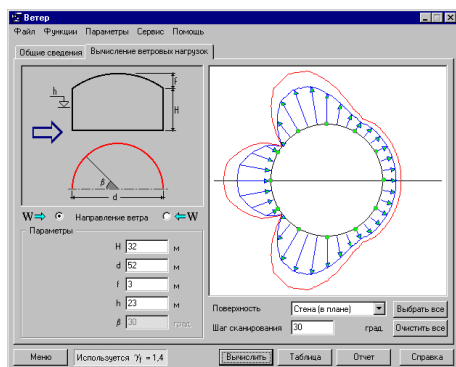 Ветер
Файл Функции Параметры Сервис Помощь
Общие сведения Вычисление ветровых нагрузок
f
h
H
β
d
W Направление ветра W
Параметры
H 32 м
d 52 м
f 3 м
h 23 м
β 30 град.
Поверхность Стена (в плане) Выбрать все
Шаг сканирования 30 град. Очистить все
Меню Используется γf = 1,4 Вычислить Таблица Отчет Справка